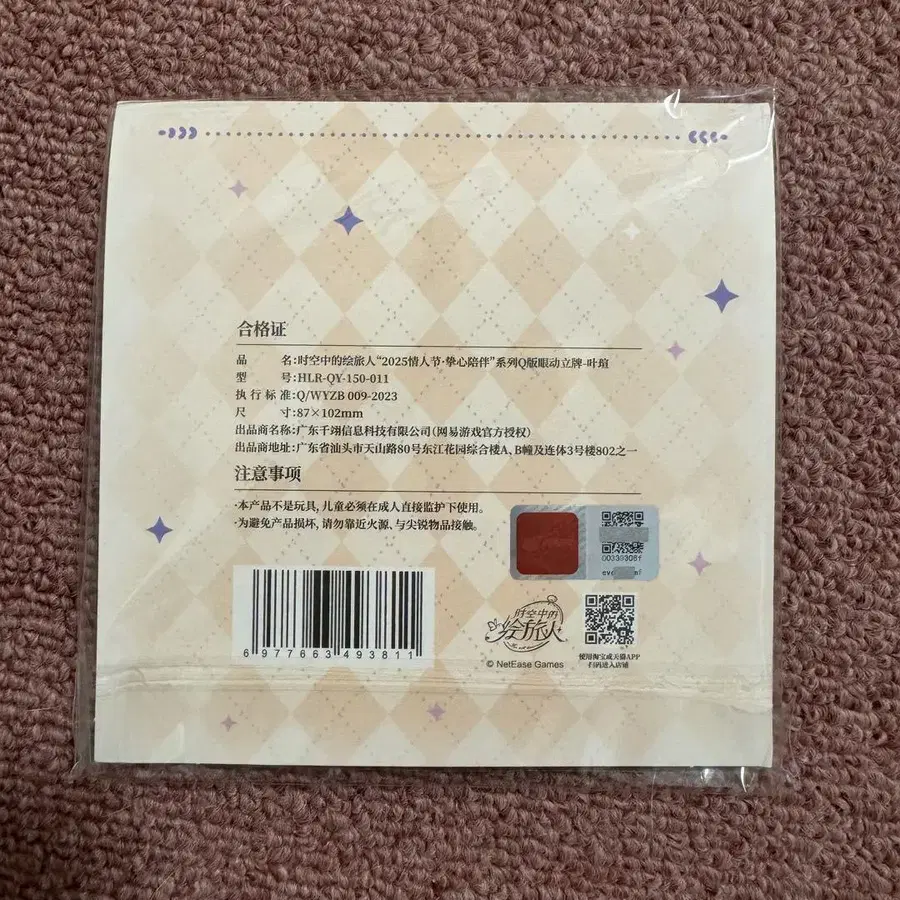 合格证
品 名:时空中的绘旅人“2025情人节·挚心陪伴”系列Q版眼动立牌-叶瑄
型 号:HLR-QY-150-011
执行标准:Q/WYZB 009-2023
尺 寸:87×102mm
出品商名称:广东千翊信息科技有限公司(网易游戏官方授权)
出品商地址:广东省汕头市天山路80号东江花园综合楼A、B幢及连体3号楼802之一
注意事项
·本产品不是玩具, 儿童必须在成人直接监护下使用。
·为避免产品损坏, 请勿靠近火源、与尖锐物品接触。
6 977663 493811
时空中的
绘旅人
© NetEase Games
使用淘宝或天猫APP
扫码进入店铺